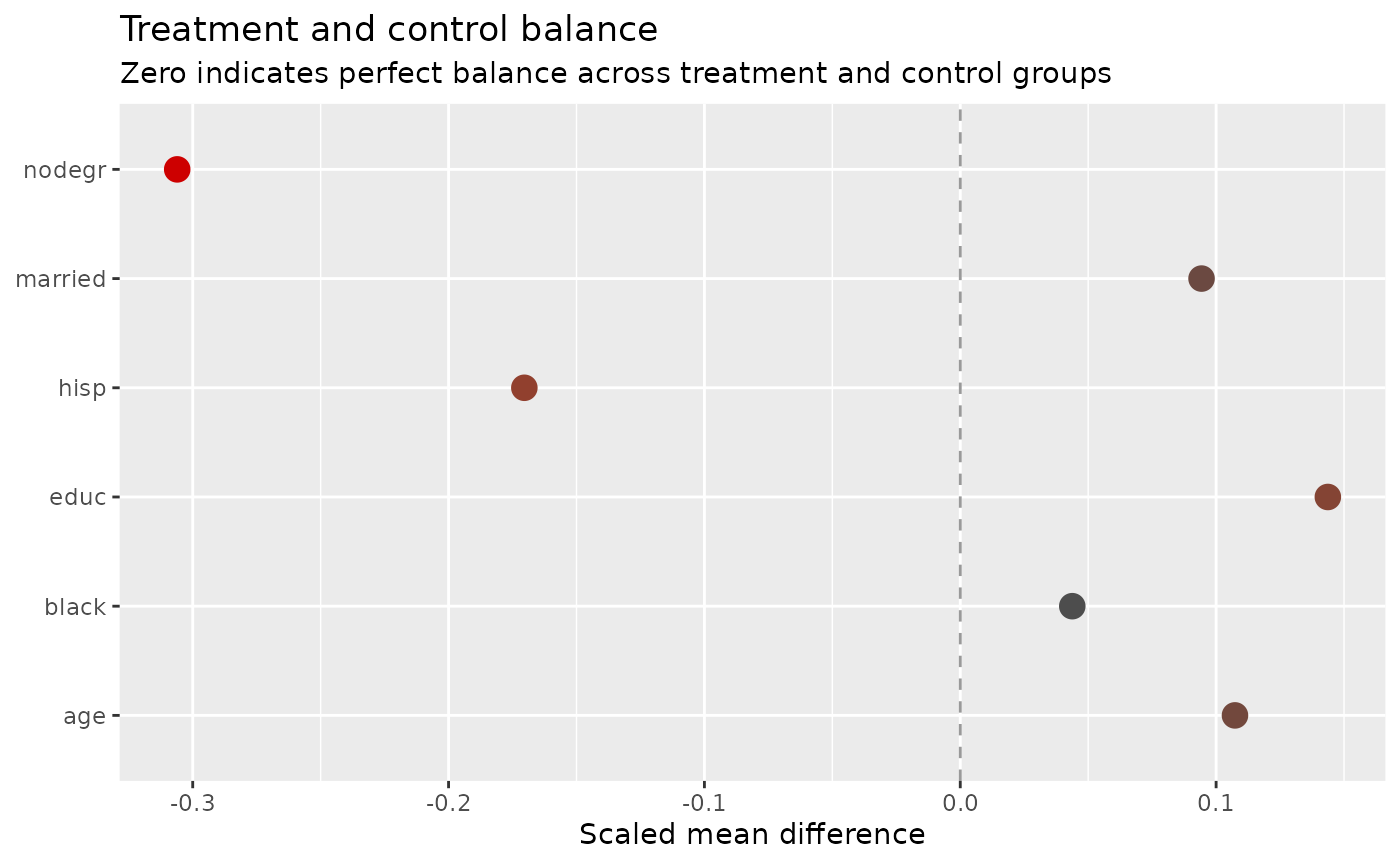 Treatment and control balance
Zero indicates perfect balance across treatment and control groups
nodegr
married
hisp
educ
black
age
-0.3 -0.2 -0.1 0.0 0.1
Scaled mean difference